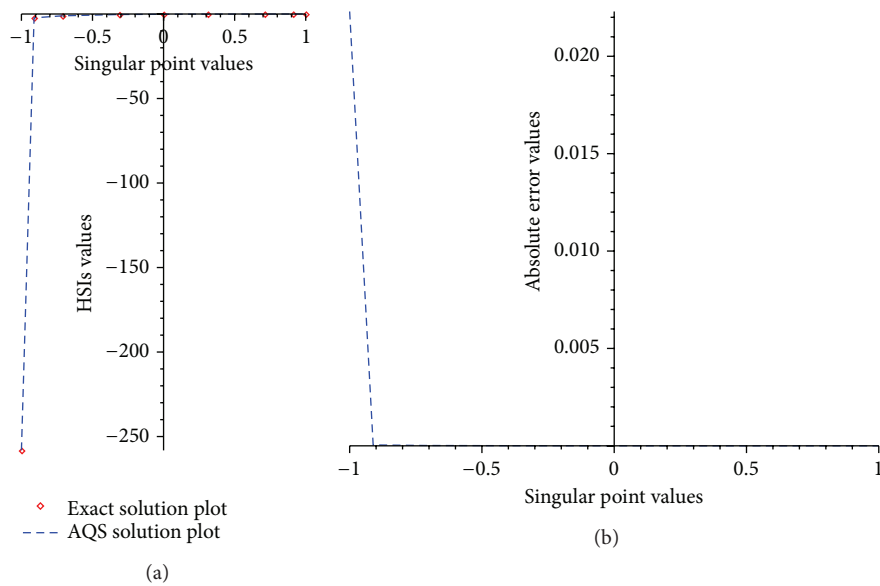 −1
−0.5
0
0.5
1
Singular point values
−50
−100
−150
−200
−250
HSIs values
Exact solution plot
AQS solution plot
(a)
0.020
0.015
0.010
0.005
Absolute error values
−1
−0.5
0
0.5
1
Singular point values
(b)